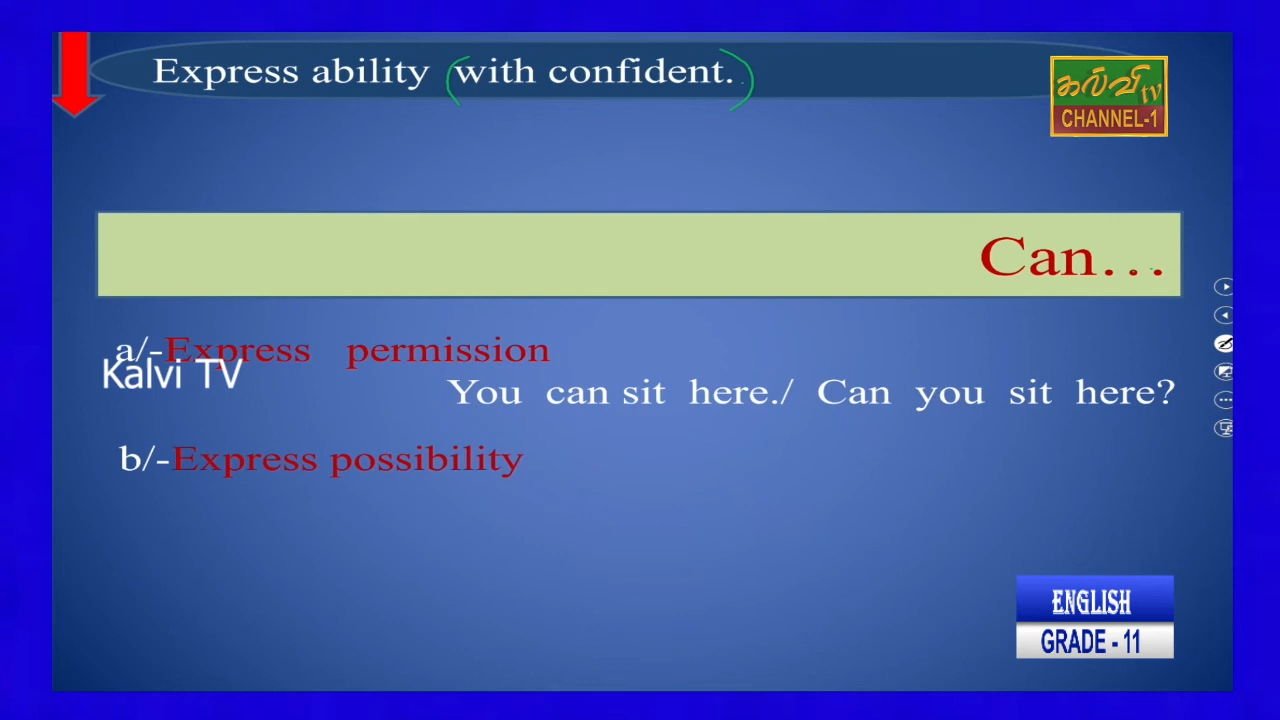 Express ability (with confident.)
கல்வி tv
CHANNEL-1
Can...
a/-Express permission
Kalvi TV
You can sit here./ Can you sit here?
b/-Express possibility
ENGLISH
GRADE - 11